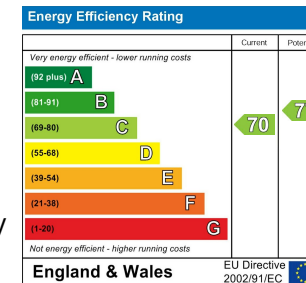 Energy Efficiency Rating
Current
Very energy efficient - lower running costs
(92 plus) A
(81-91) B
(69-80) C
70
(55-68) D
(39-54) E
(21-38) F
(1-20) G
Not energy efficient - higher running costs
England & Wales
EU Directive
2002/91/EC